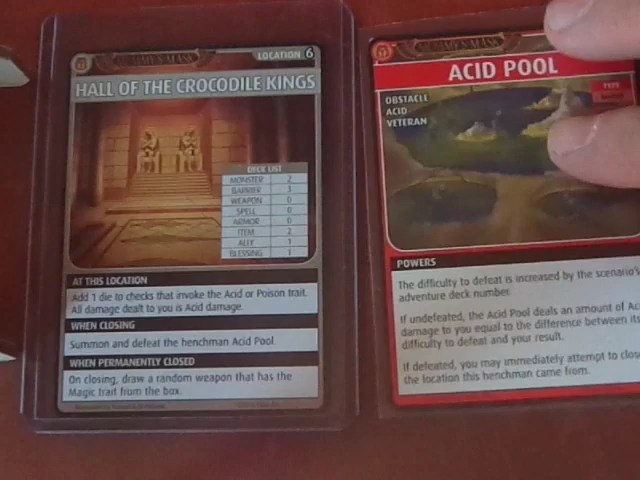 MUMMY'S MASK
LOCATION 6
HALL OF THE CROCODILE KINGS
DECK LIST
MONSTER 2
BARRIER 3
WEAPON 0
SPELL 0
ARMOR 0
ITEM 2
ALLY 1
BLESSING 1
AT THIS LOCATION
Add 1 die to checks that invoke the Acid or Poison trait.
All damage dealt to you is Acid damage.
WHEN CLOSING
Summon and defeat the henchman Acid Pool.
WHEN PERMANENTLY CLOSED
On closing, draw a random weapon that has the
Magic trait from the box.
MUMMY'S MASK
ACID POOL
OBSTACLE
ACID
VETERAN
TYPE
POWERS
The difficulty to defeat is increased by the scenario's
adventure deck number.
If undefeated, the Acid Pool deals an amount of Ac
damage to you equal to the difference between its
difficulty to defeat and your result.
If defeated, you may immediately attempt to clos
the location this henchman came from.